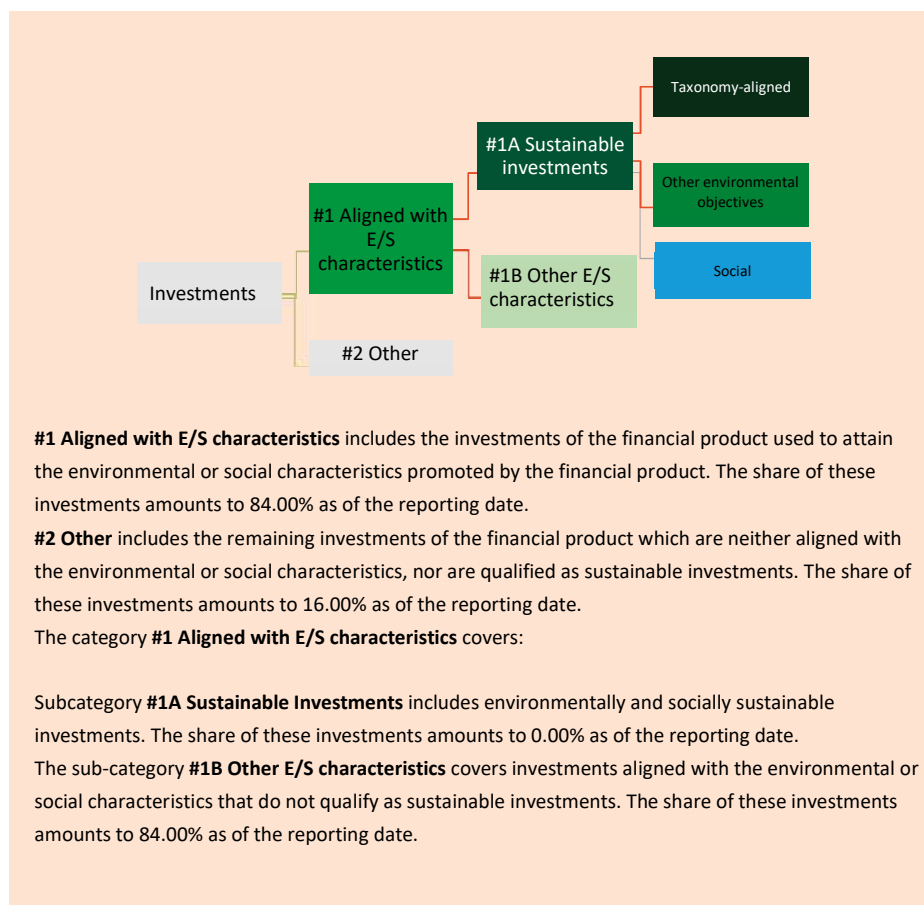 Taxonomy-aligned
#1A Sustainable
investments
Other environmental
objectives
#1 Aligned with
E/S
characteristics
Social
#1B Other E/S
characteristics
Investments
#2 Other
#1 Aligned with E/S characteristics includes the investments of the financial product used to attain
the environmental or social characteristics promoted by the financial product. The share of these
investments amounts to 84.00% as of the reporting date.
#2 Other includes the remaining investments of the financial product which are neither aligned with
the environmental or social characteristics, nor are qualified as sustainable investments. The share of
these investments amounts to 16.00% as of the reporting date.
The category #1 Aligned with E/S characteristics covers:
Subcategory #1A Sustainable Investments includes environmentally and socially sustainable
investments. The share of these investments amounts to 0.00% as of the reporting date.
The sub-category #1B Other E/S characteristics covers investments aligned with the environmental or
social characteristics that do not qualify as sustainable investments. The share of these investments
amounts to 84.00% as of the reporting date.